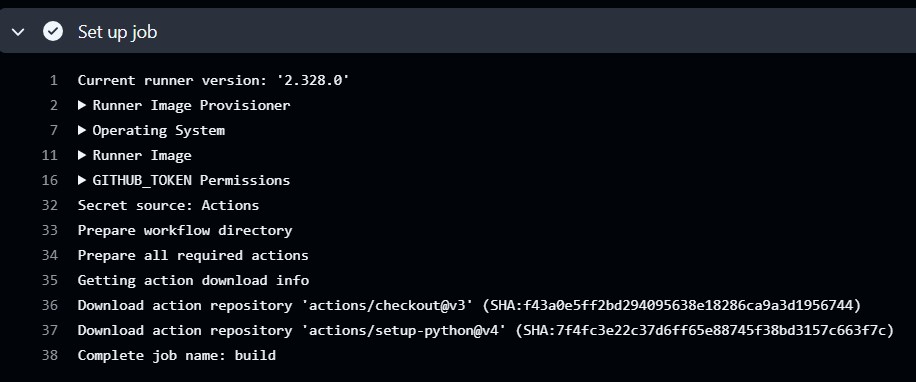 Set up job
1 Current runner version: '2.328.0'
2 ▶ Runner Image Provisioner
7 ▶ Operating System
11 ▶ Runner Image
16 ▶ GITHUB_TOKEN Permissions
32 Secret source: Actions
33 Prepare workflow directory
34 Prepare all required actions
35 Getting action download info
36 Download action repository 'actions/checkout@v3' (SHA:f43a0e5ff2bd294095638e18286ca9a3d1956744)
37 Download action repository 'actions/setup-python@v4' (SHA:7f4fc3e22c37d6ff65e88745f38bd3157c663f7c)
38 Complete job name: build